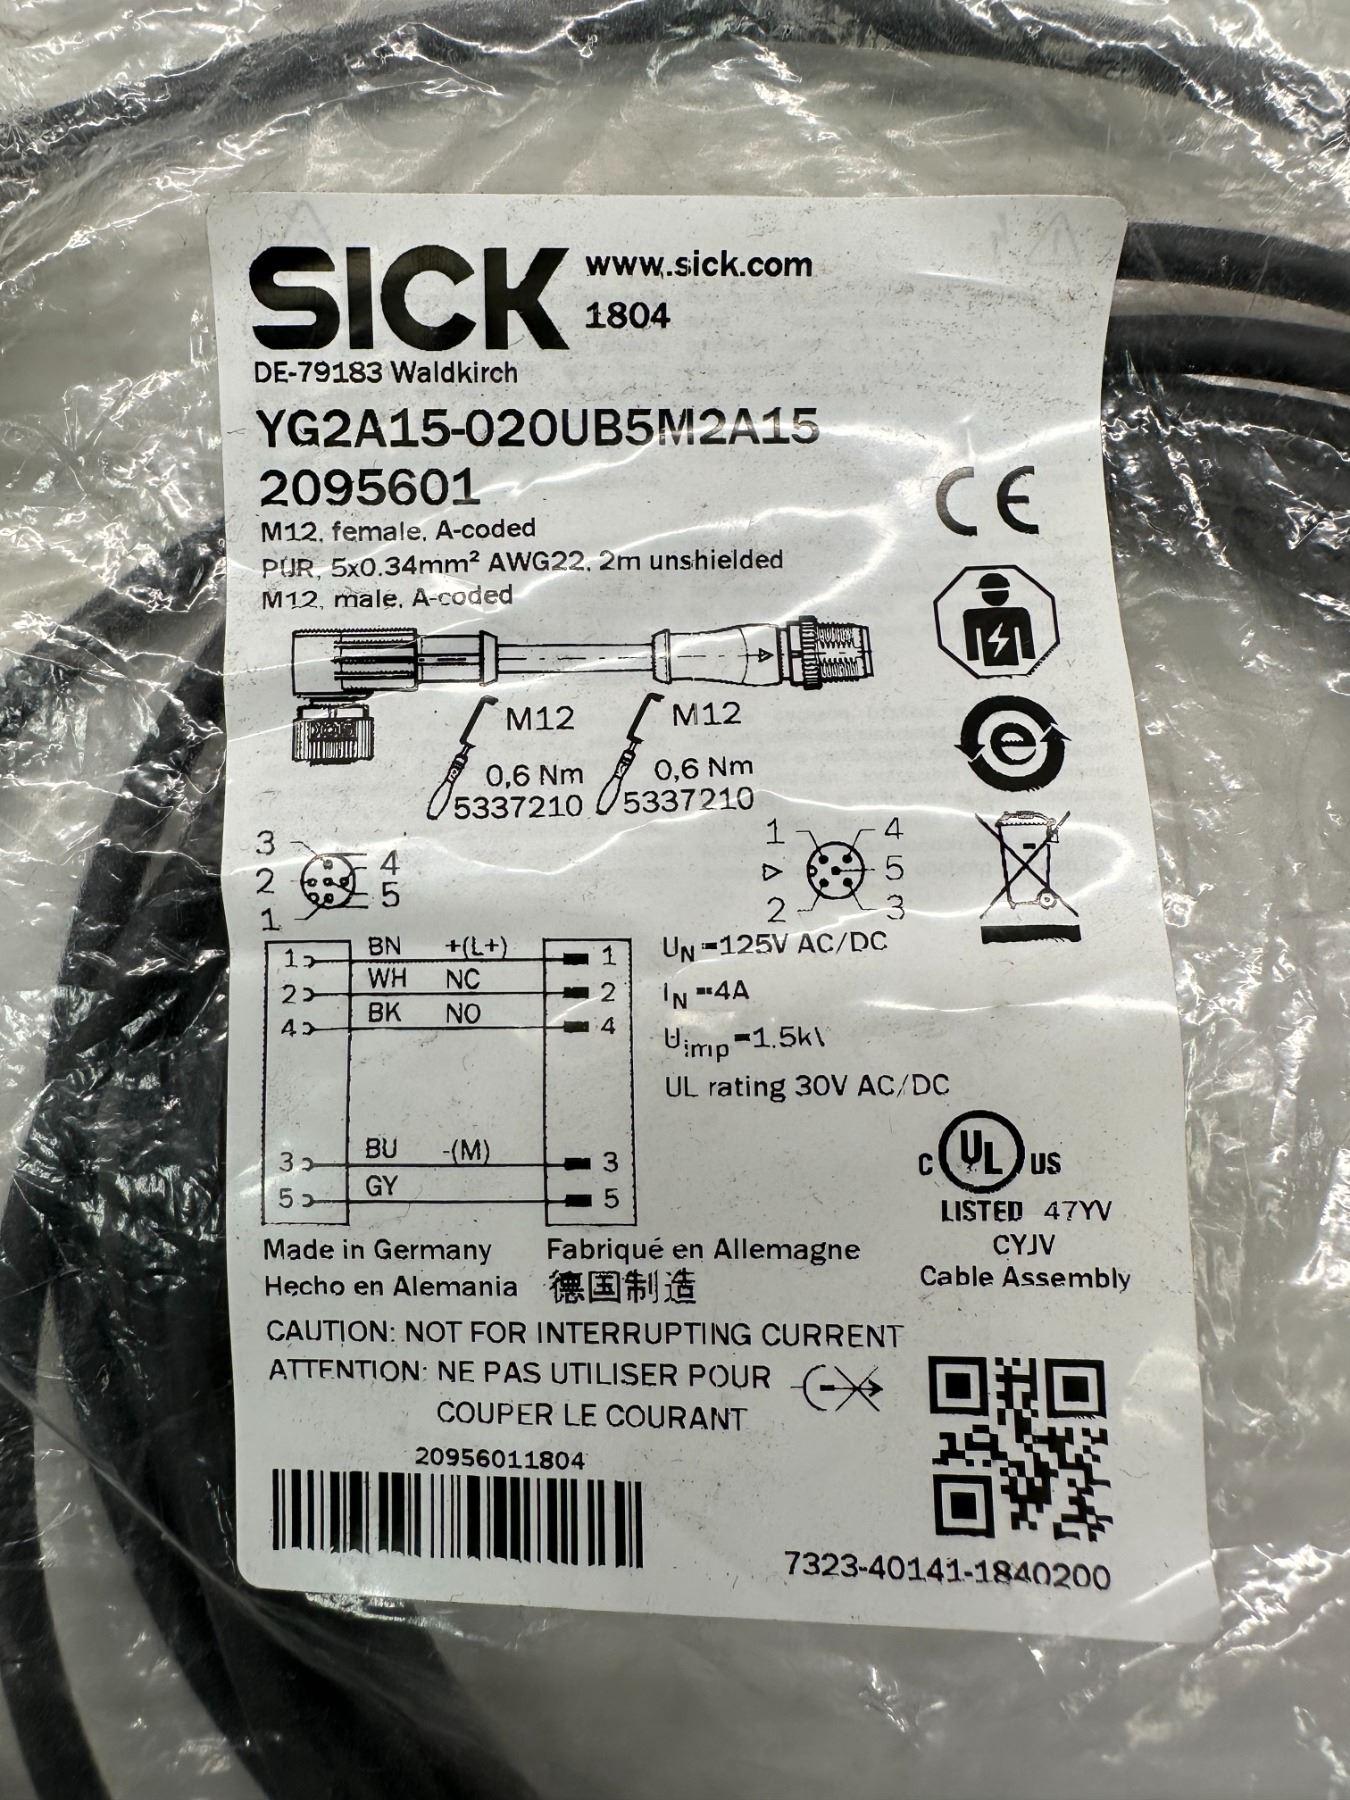 SICK
www.sick.com
1804
DE-79183 Waldkirch
YG2A15-020UB5M2A15
2095601
M12, female, A-coded
PUR, 5x0.34mm² AWG22, 2m unshielded
M12, male, A-coded
CE
M12
M12
0,6 Nm
0,6 Nm
5337210
5337210
e
3
4
2
5
1
1
4
5
2
3
1 BN +(L+) 1
2 WH NC 2
4 BK NO 4
3 BU -(M) 3
5 GY 5
UN=125V AC/DC
IN=4A
Uimp=1.5kV
UL rating 30V AC/DC
C UL US
LISTED 47YV
CYJV
Cable Assembly
Made in Germany Fabriqué en Allemagne
Hecho en Alemania 德国制造
CAUTION: NOT FOR INTERRUPTING CURRENT
ATTENTION: NE PAS UTILISER POUR
COUPER LE COURANT
20956011804
7323-40141-1840200